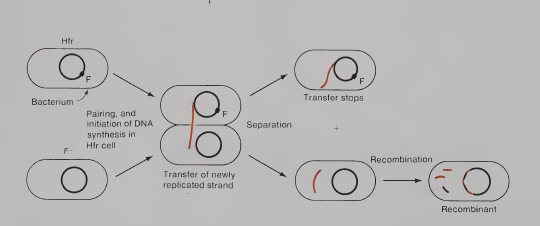 Hfr
F
Bacterium
Pairing, and
initiation of DNA
synthesis in
Hfr cell
F-
F
Transfer of newly
replicated strand
Separation
F
Transfer stops
Recombination
Recombinant